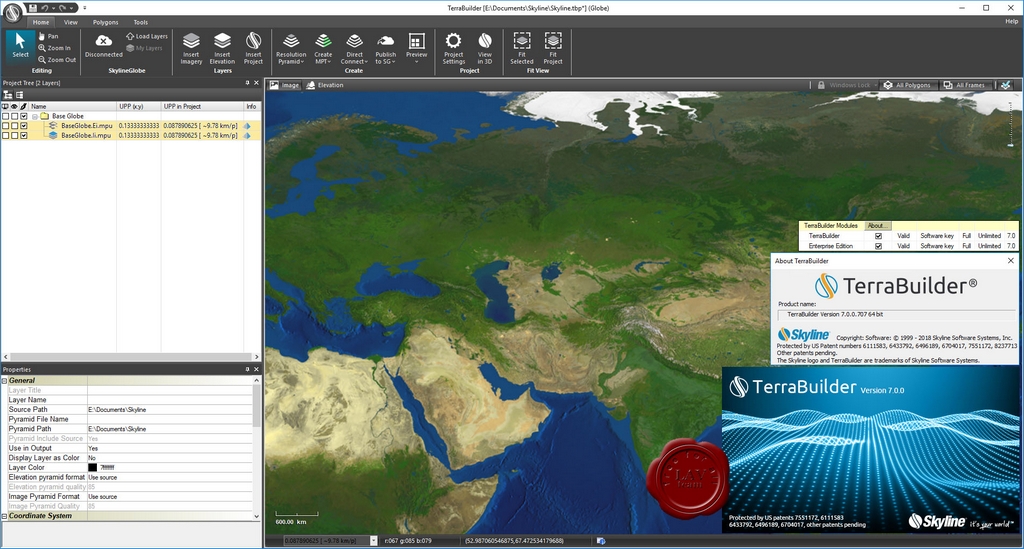 TerraBuilder [E:\Documents\Skyline\Skyline.tbp*] (Globe)
Home View Polygons Tools Help
Select
Pan
Zoom In
Zoom Out
Editing
Disconnected
Load Layers
My Layers
SkylineGlobe
Insert Imagery
Insert Elevation
Insert Project
Layers
Resolution Pyramid
Create MPT
Direct Connect
Publish to SG
Preview
Create
Project Settings
View in 3D
Project
Fit Selected
Fit Project
Fit View
Project Tree [2 Layers]
Name UPP (x;y) UPP in Project Info
Base Globe
BaseGlobe.Ei.mpu 0.13333333333 0.087890625 [ ~9.78 km/p]
BaseGlobe.Ii.mpu 0.13333333333 0.087890625 [ ~9.78 km/p]
Image Elevation
Windows Lock All Polygons All Frames
Properties
General
Layer Title
Layer Name
Source Path E:\Documents\Skyline
Pyramid File Name
Pyramid Path E:\Documents\Skyline
Pyramid Include Source Yes
Use in Output Yes
Display Layer as Color No
Layer Color 7ffffff
Elevation pyramid format Use source
Elevation pyramid quality 85
Image Pyramid Format Use source
Image Pyramid Quality 85
Coordinate System
TerraBuilder Modules About...
TerraBuilder Valid Software key Full Unlimited 7.0
Enterprise Edition Valid Software key Full Unlimited 7.0
About TerraBuilder
TerraBuilder®
Product name:
TerraBuilder Version 7.0.0.707 64 bit
Skyline Copyright: Software: © 1999 - 2018 Skyline Software Systems, Inc.
Protected by US Patent numbers 6111583, 6433792, 6496189, 6704017, 7551172, 8237713
Other patents pending.
The Skyline logo and TerraBuilder are trademarks of Skyline Software Systems.
TerraBuilder Version 7.0.0
Protected by US patents 7551172, 6111583
6433792, 6496189, 6704017, other patents pending
Skyline it's your world™
600.00 km
0.087890625 [ ~9.78 km/p] r:067 g:085 b:079 (52.987060546875,67.472534179688)